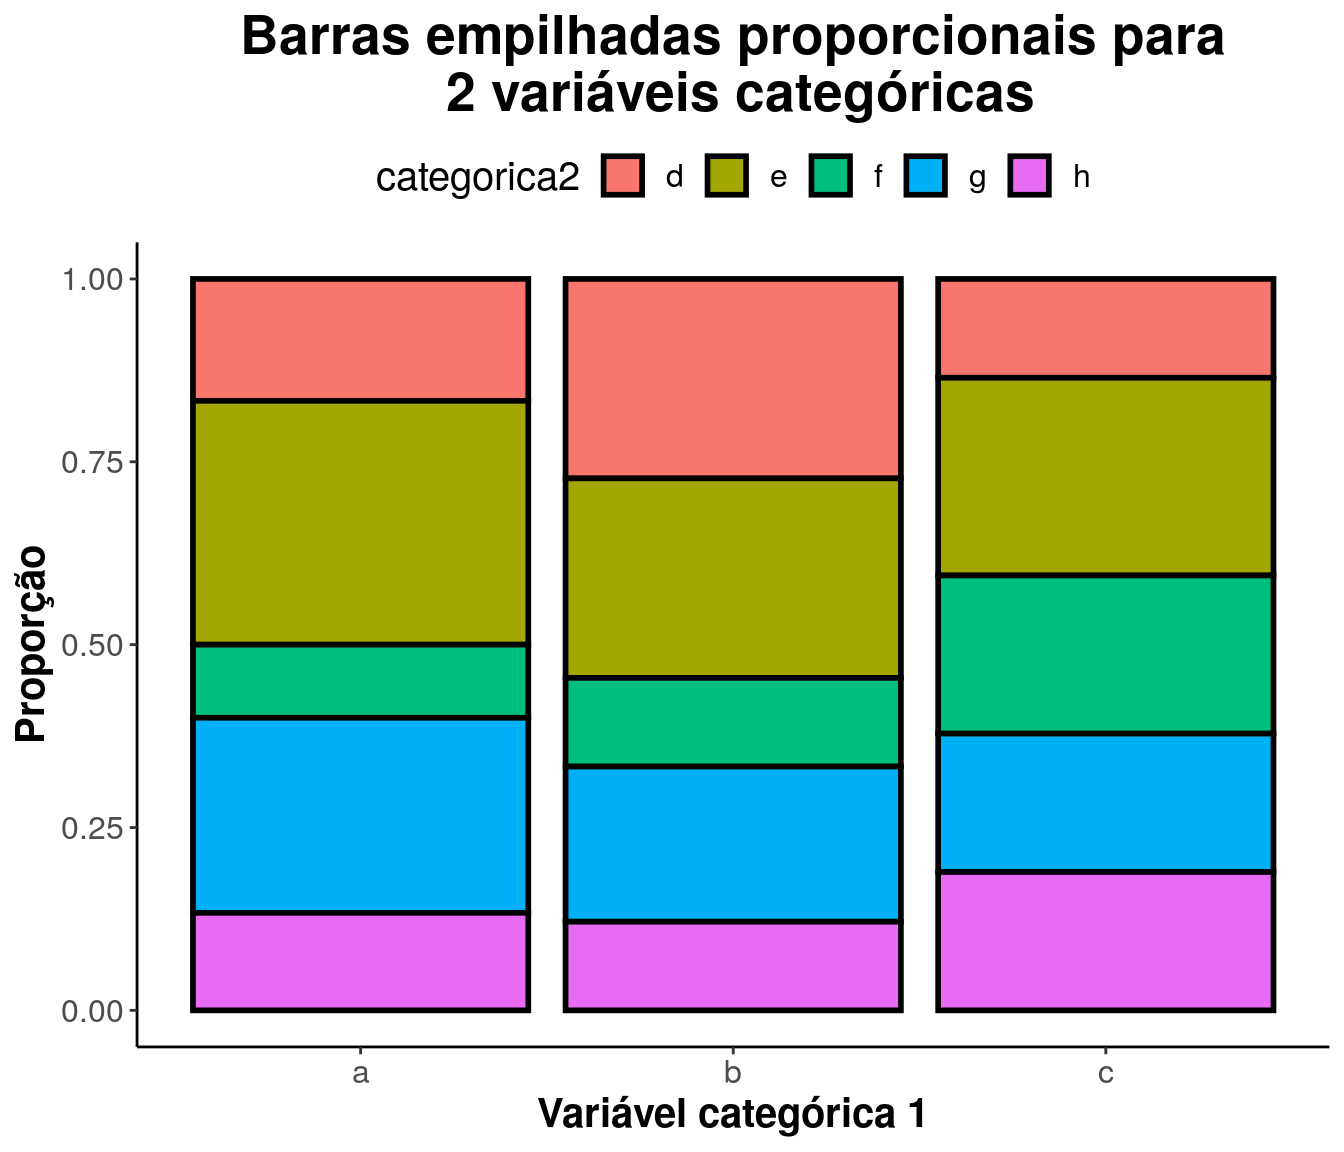 Barras empilhadas proporcionais para
2 variáveis categóricas
categorica2 d e f g h
1.00
0.75
0.50
0.25
0.00
Proporção
a b c
Variável categórica 1